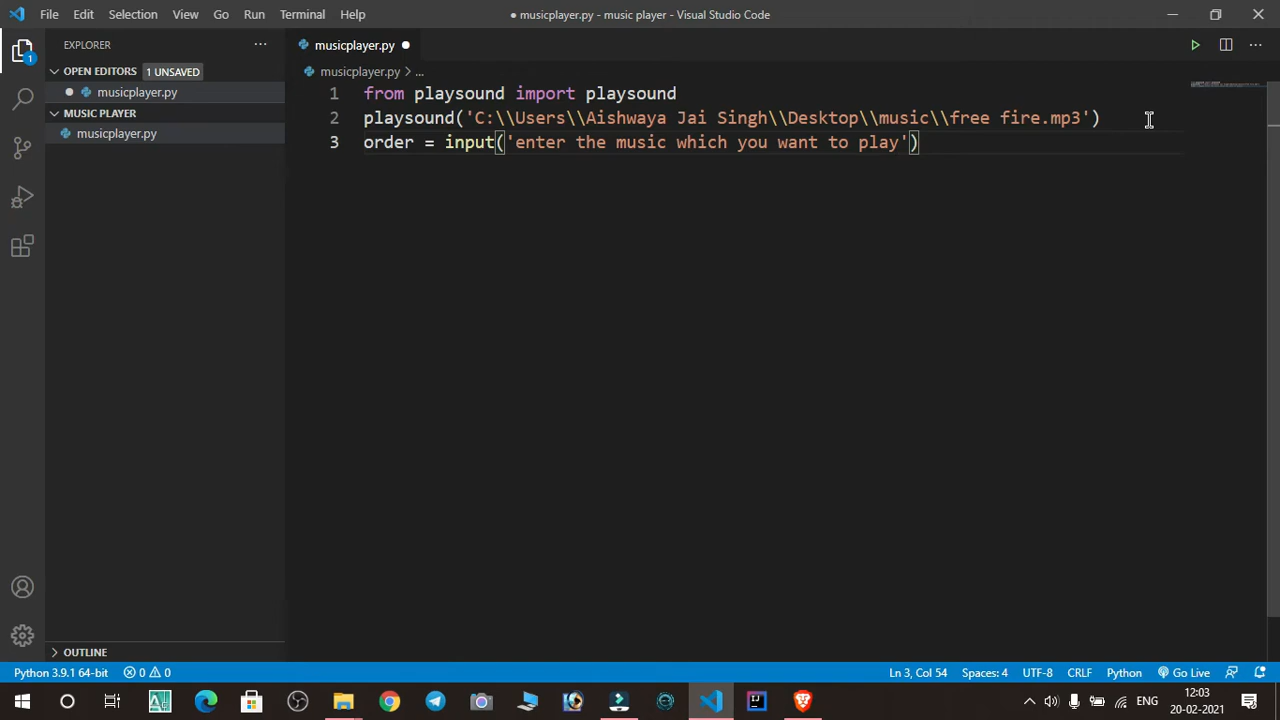 File Edit Selection View Go Run Terminal Help
● musicplayer.py - music player - Visual Studio Code
EXPLORER ···
musicplayer.py ●
OPEN EDITORS 1 UNSAVED
● musicplayer.py
MUSIC PLAYER
musicplayer.py
musicplayer.py > ...
1 from playsound import playsound
2 playsound('C:\\Users\\Aishwaya Jai Singh\\Desktop\\music\\free fire.mp3')
3 order = input('enter the music which you want to play')
1
OUTLINE
Python 3.9.1 64-bit 0 0 Ln 3, Col 54 Spaces: 4 UTF-8 CRLF Python Go Live
ENG
12:03
20-02-2021